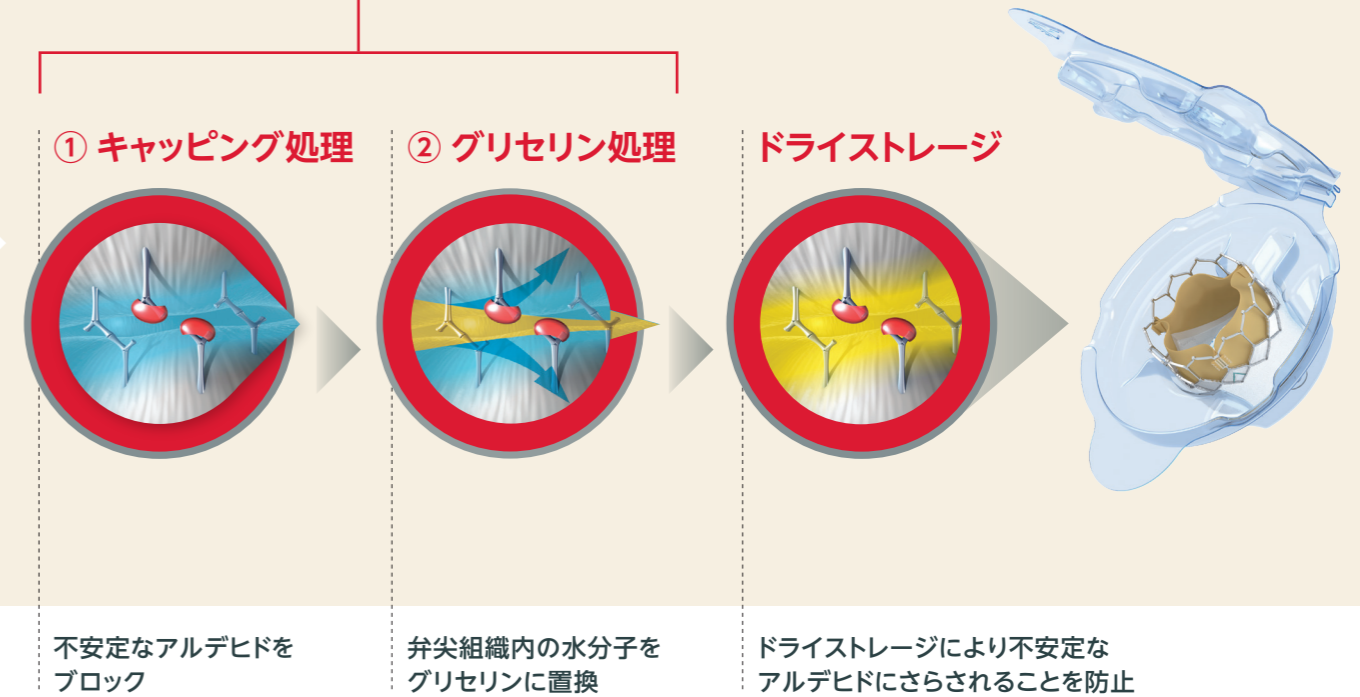 ① キャッピング処理
② グリセリン処理
ドライストレージ
不安定なアルデヒドを
ブロック
弁尖組織内の水分子を
グリセリンに置換
ドライストレージにより不安定な
アルデヒドにさらされることを防止